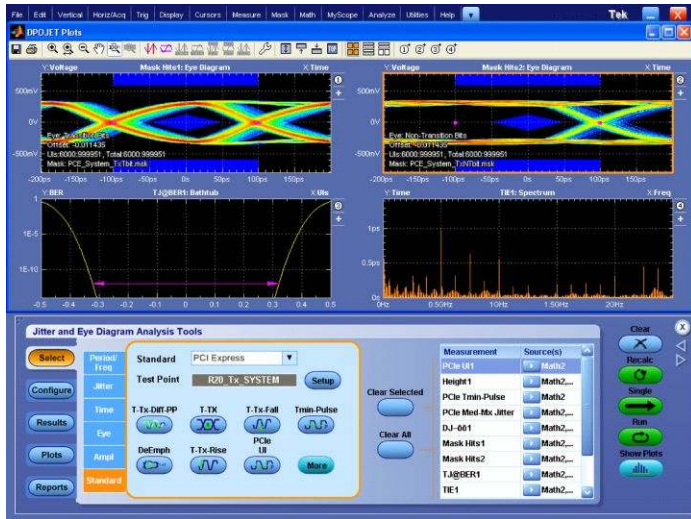 File Edit Vertical Horiz/Acq Trig Display Cursors Measure Mask Math MyScope Analyze Utilities Help Tek
DPOJET Plots
Y:Voltage Mask Hits1: Eye Diagram X:Time
500mV
0V
-500mV
Eye: Transition Bits
Offset: -0.011435
UIs:6000:999951, Total:6000:999951
Mask: PCE_System_TxTbt.msk
-200ps -150ps -100ps -50ps 0s 50ps 100ps 150ps
Y:Voltage Mask Hits2: Eye Diagram X:Time
500mV
0V
-500mV
Eye: Non-Transition Bits
Offset: -0.011435
UIs:6000:999951, Total:6000:999951
Mask: PCE_System_TxNTbt.msk
-200ps -150ps -100ps -50ps 0s 50ps 100ps 150ps
Y:BER TJ@BER1: Bathtub X:UIs
1
1E-5
1E-10
-0.5 -0.4 -0.3 -0.2 -0.1 0 0.1 0.2 0.3 0.4 0.5
Y:Time TIE1: Spectrum X:Freq
1ps
0.5ps
0s
0Hz 0.5GHz 1GHz 1.50GHz 2GHz
Jitter and Eye Diagram Analysis Tools
Select
Configure
Results
Plots
Reports
Period/
Freq
Jitter
Time
Eye
Ampl
Standard
Standard PCI Express
Test Point R20_Tx_SYSTEM Setup
T-Tx-Diff-PP T-TX T-Tx-Fall Tmin-Pulse
DeEmph T-Tx-Rise PCIe UI More
Clear Selected
Clear All
Measurement Source(s)
PCIe UI1 Math2
Height1 Math2,...
PCIe Tmin-Pulse Math2
PCIe Med-Mx Jitter Math2,...
DJ-δδ1 Math2,...
Mask Hits1 Math2,...
Mask Hits2 Math2,...
TJ@BER1 Math2,...
TIE1 Math2,...
Clear
Recalc
Single
Run
Show Plots